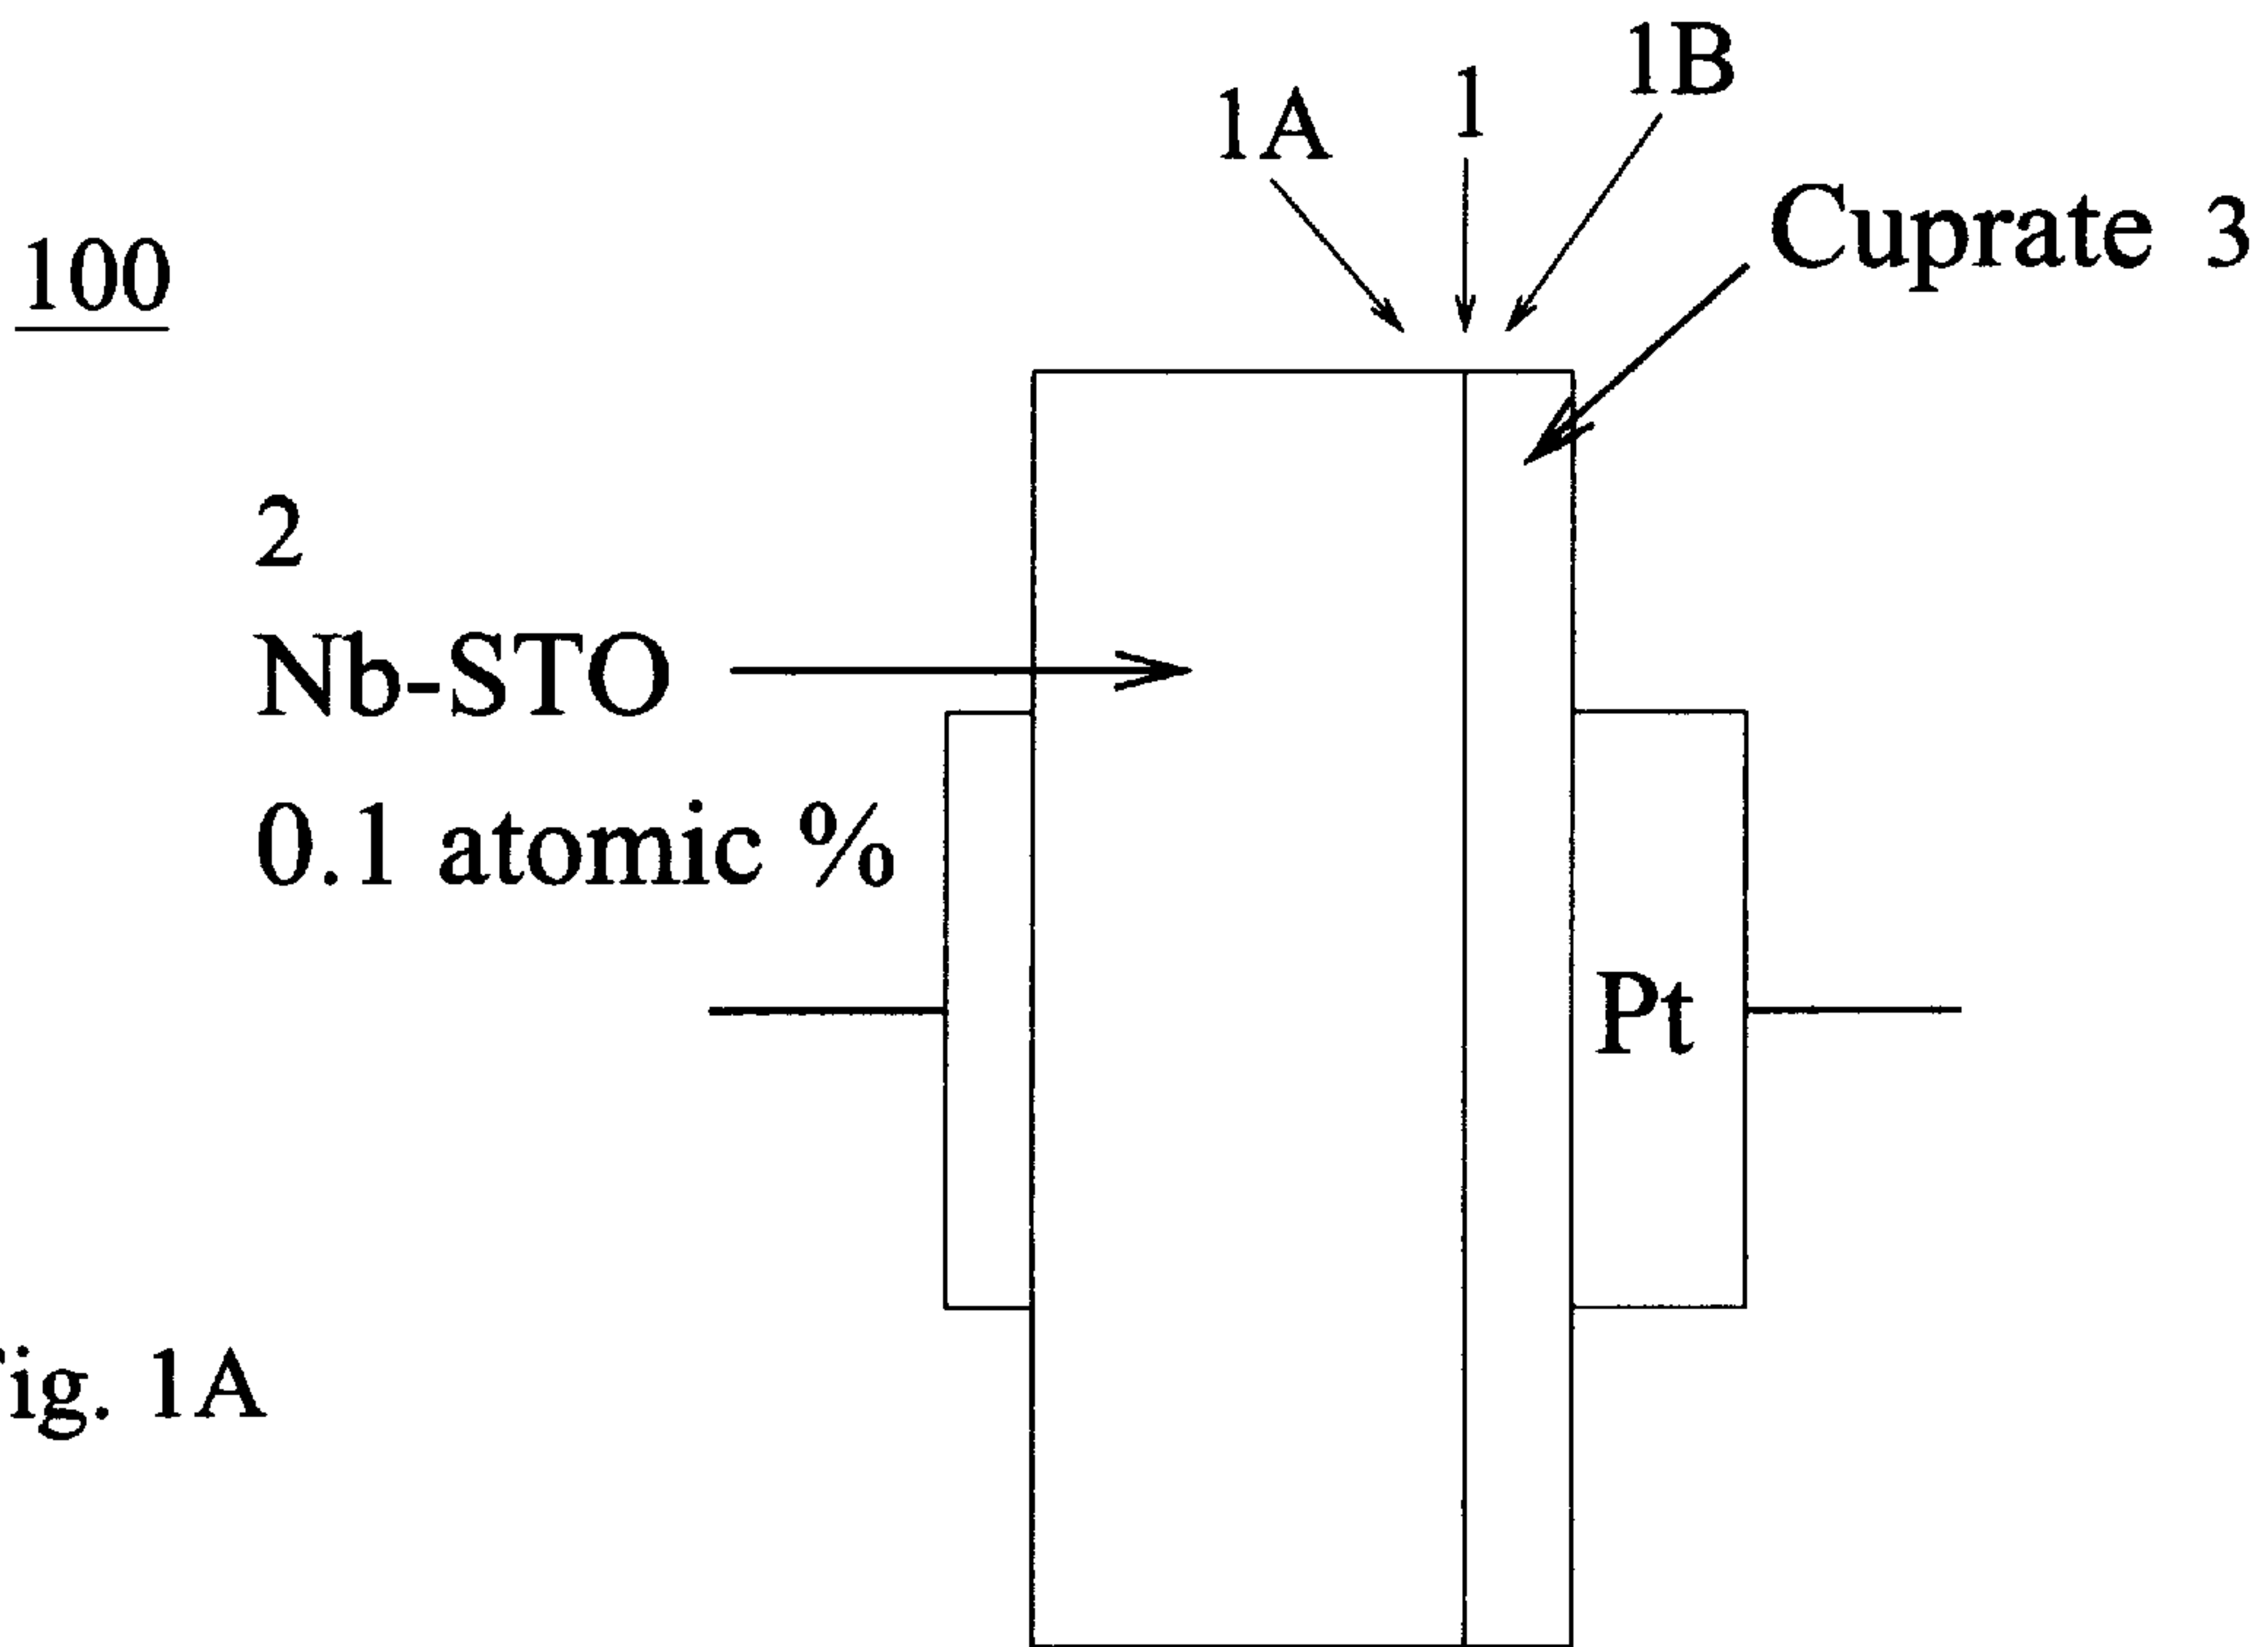 1B
1
1A
Cuprate 3
100
2
Nb-STO
0.1 atomic %
Pt
ig. 1A